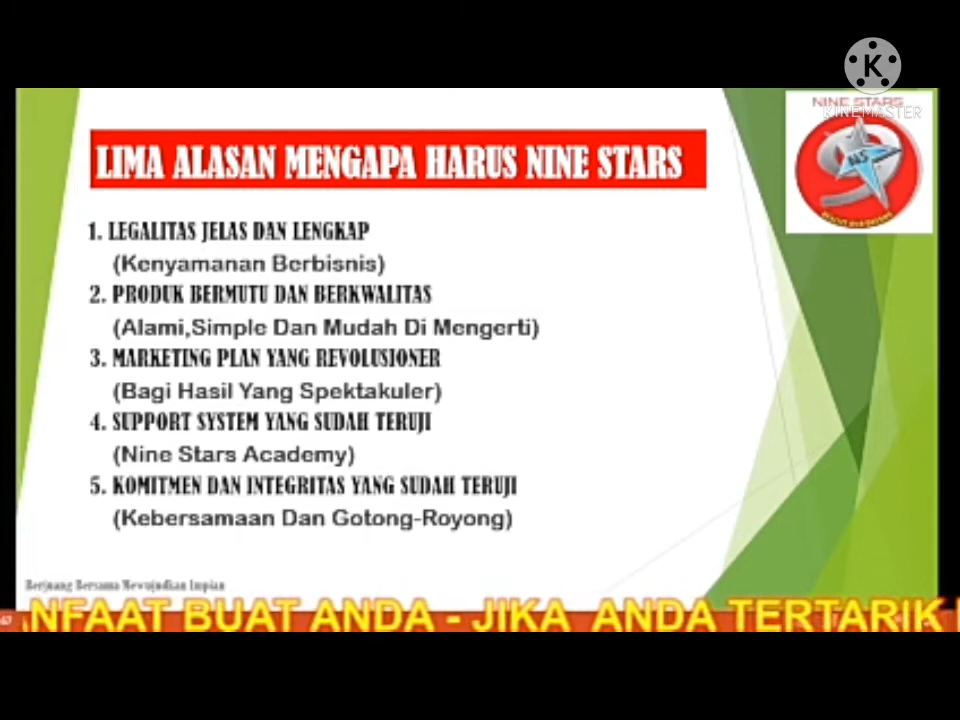 K
NINE STARS
KINEMASTER
LIMA ALASAN MENGAPA HARUS NINE STARS
NS
1. LEGALITAS JELAS DAN LENGKAP
(Kenyamanan Berbisnis)
2. PRODUK BERMUTU DAN BERKWALITAS
(Alami,Simple Dan Mudah Di Mengerti)
3. MARKETING PLAN YANG REVOLUSIONER
(Bagi Hasil Yang Spektakuler)
4. SUPPORT SYSTEM YANG SUDAH TERUJI
(Nine Stars Academy)
5. KOMITMEN DAN INTEGRITAS YANG SUDAH TERUJI
(Kebersamaan Dan Gotong-Royong)
Berjuang Bersama Mewujudkan Impian
ANFAAT BUAT ANDA - JIKA ANDA TERTARIK